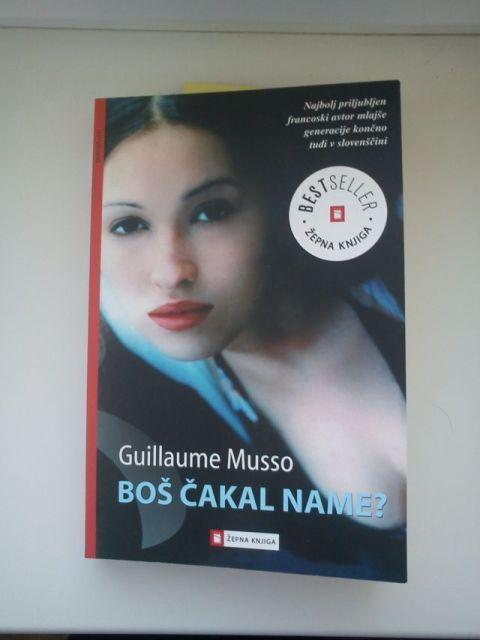 Najbolj priljubljen
francoski avtor mlajše
generacije končno
tudi v slovenščini
BESTSELLER
ŽEPNA KNJIGA
Guillaume Musso
BOŠ ČAKAL NAME?
ŽEPNA KNJIGA